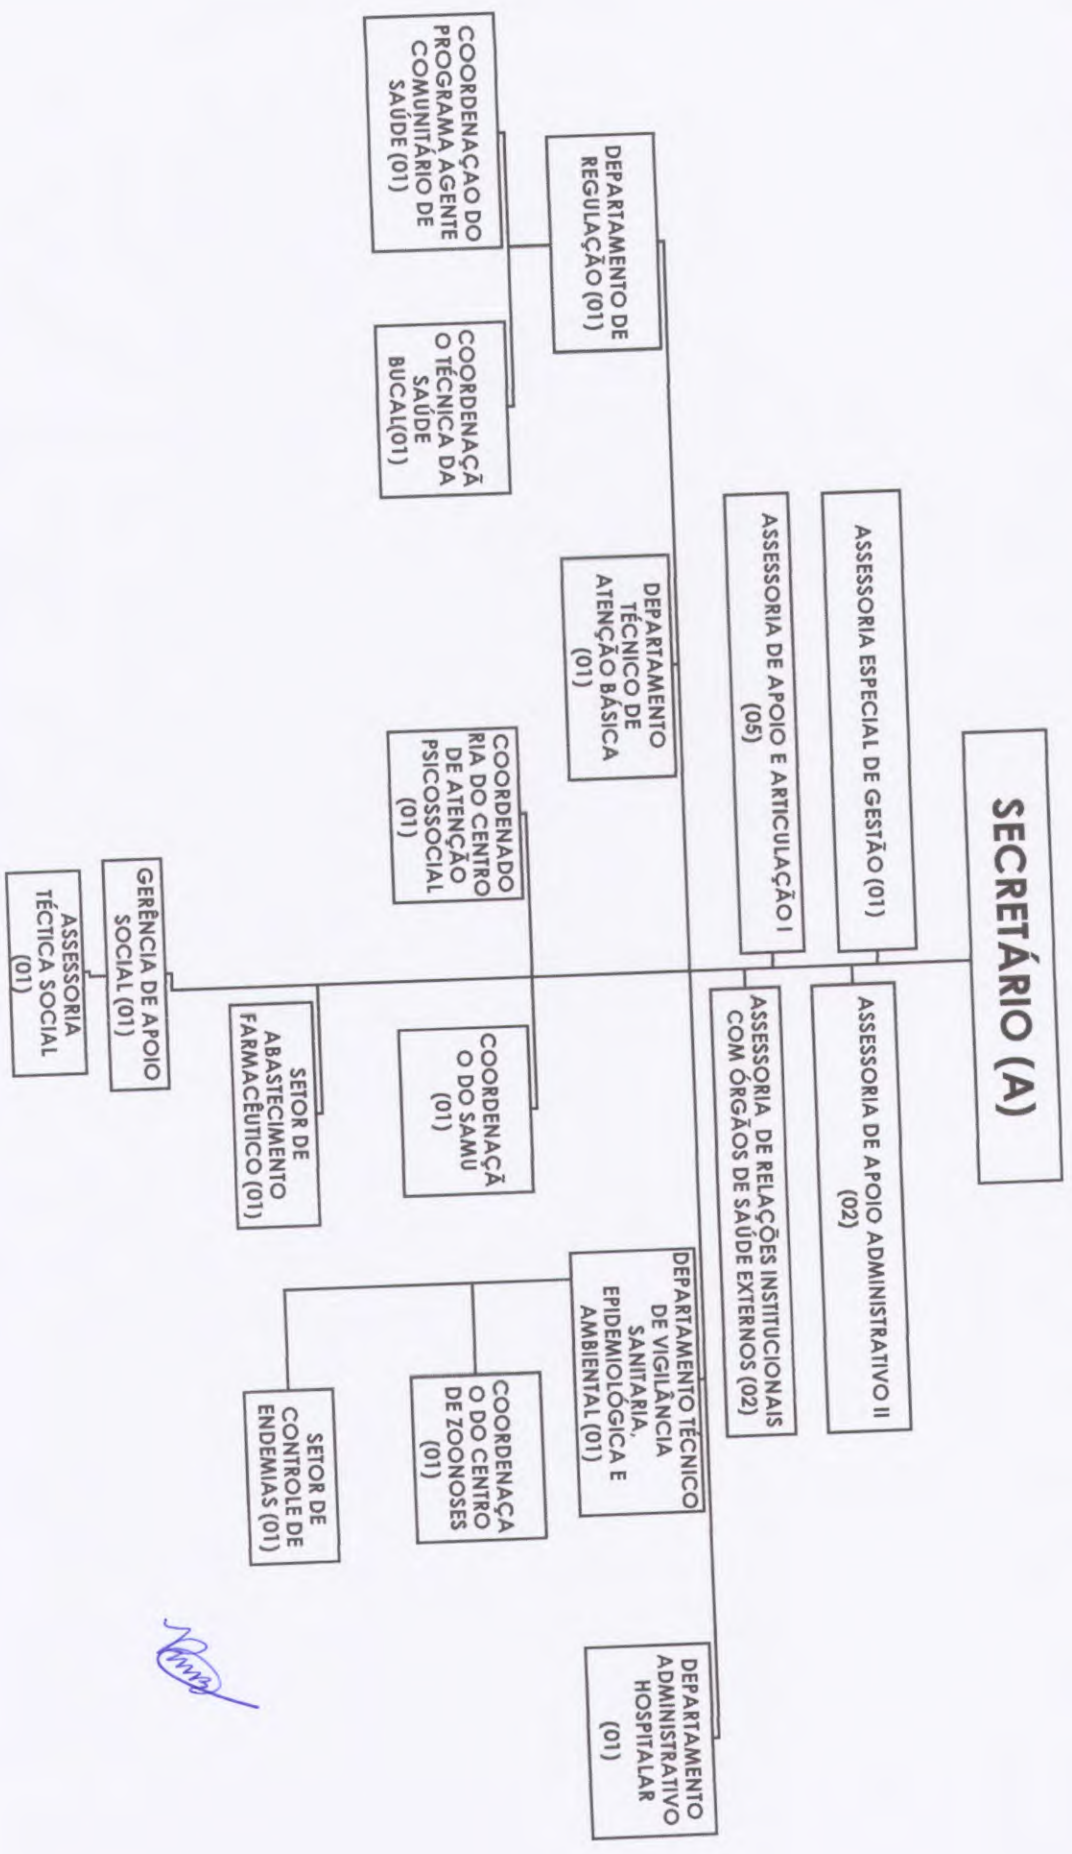 SECRETÁRIO (A)
ASSESSORIA ESPECIAL DE GESTÃO (01)
ASSESSORIA DE APOIO ADMINISTRATIVO II
(02)
ASSESSORIA DE APOIO E ARTICULAÇÃO I
(05)
ASSESSORIA DE RELAÇÕES INSTITUCIONAIS
COM ÓRGÃOS DE SAÚDE EXTERNOS (02)
DEPARTAMENTO DE
REGULAÇÃO (01)
DEPARTAMENTO
TÉCNICO DE
ATENÇÃO BÁSICA
(01)
DEPARTAMENTO TÉCNICO
DE VIGILÂNCIA
SANITARIA,
EPIDEMIOLÓGICA E
AMBIENTAL (01)
DEPARTAMENTO
ADMINISTRATIVO
HOSPITALAR
(01)
COORDENAÇAO DO
PROGRAMA AGENTE
COMUNITÁRIO DE
SAÚDE (01)
COORDENAÇÃ
O TÉCNICA DA
SAÚDE
BUCAL(01)
COORDENADO
RIA DO CENTRO
DE ATENÇÃO
PSICOSSOCIAL
(01)
COORDENAÇÃ
O DO SAMU
(01)
COORDENAÇA
O DO CENTRO
DE ZOONOSES
(01)
SETOR DE
ABASTECIMENTO
FARMACÊUTICO (01)
SETOR DE
CONTROLE DE
ENDEMIAS (01)
GERÊNCIA DE APOIO
SOCIAL (01)
ASSESSORIA
TÉCTICA SOCIAL
(01)